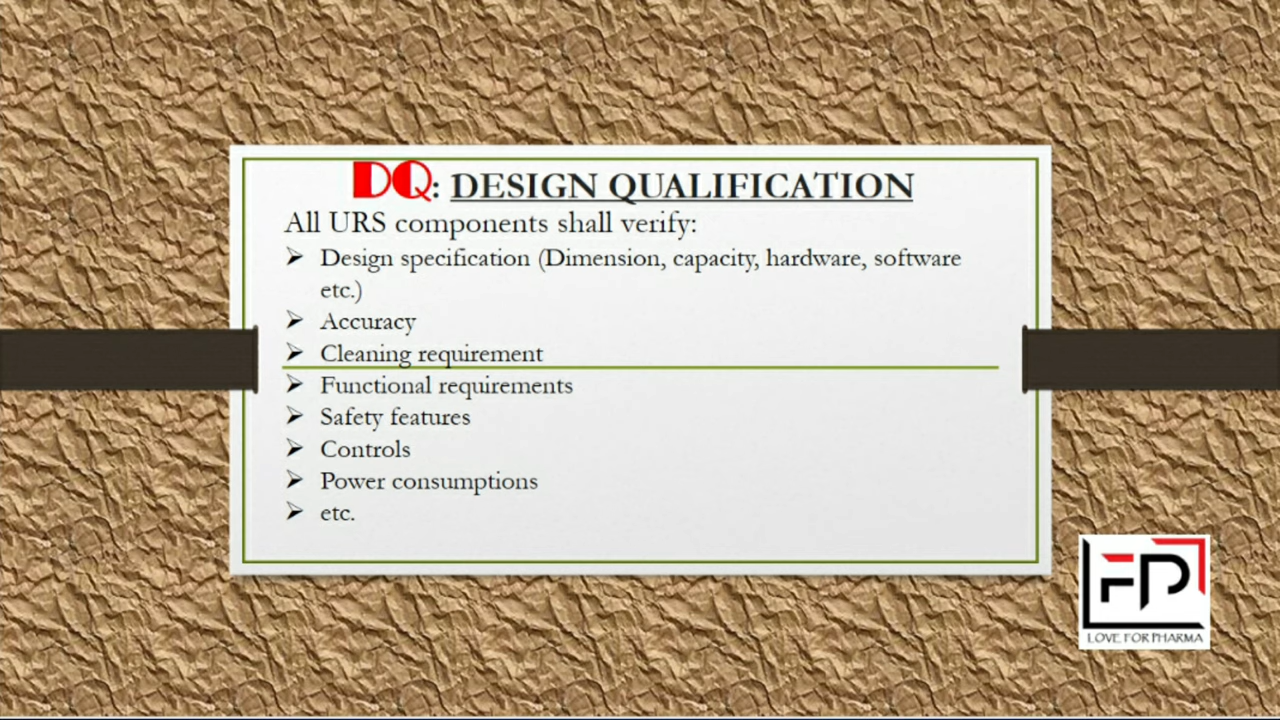 DQ: DESIGN QUALIFICATION
All URS components shall verify:
➢ Design specification (Dimension, capacity, hardware, software
etc.)
➢ Accuracy
➢ Cleaning requirement
➢ Functional requirements
➢ Safety features
➢ Controls
➢ Power consumptions
➢ etc.
FP
LOVE FOR PHARMA